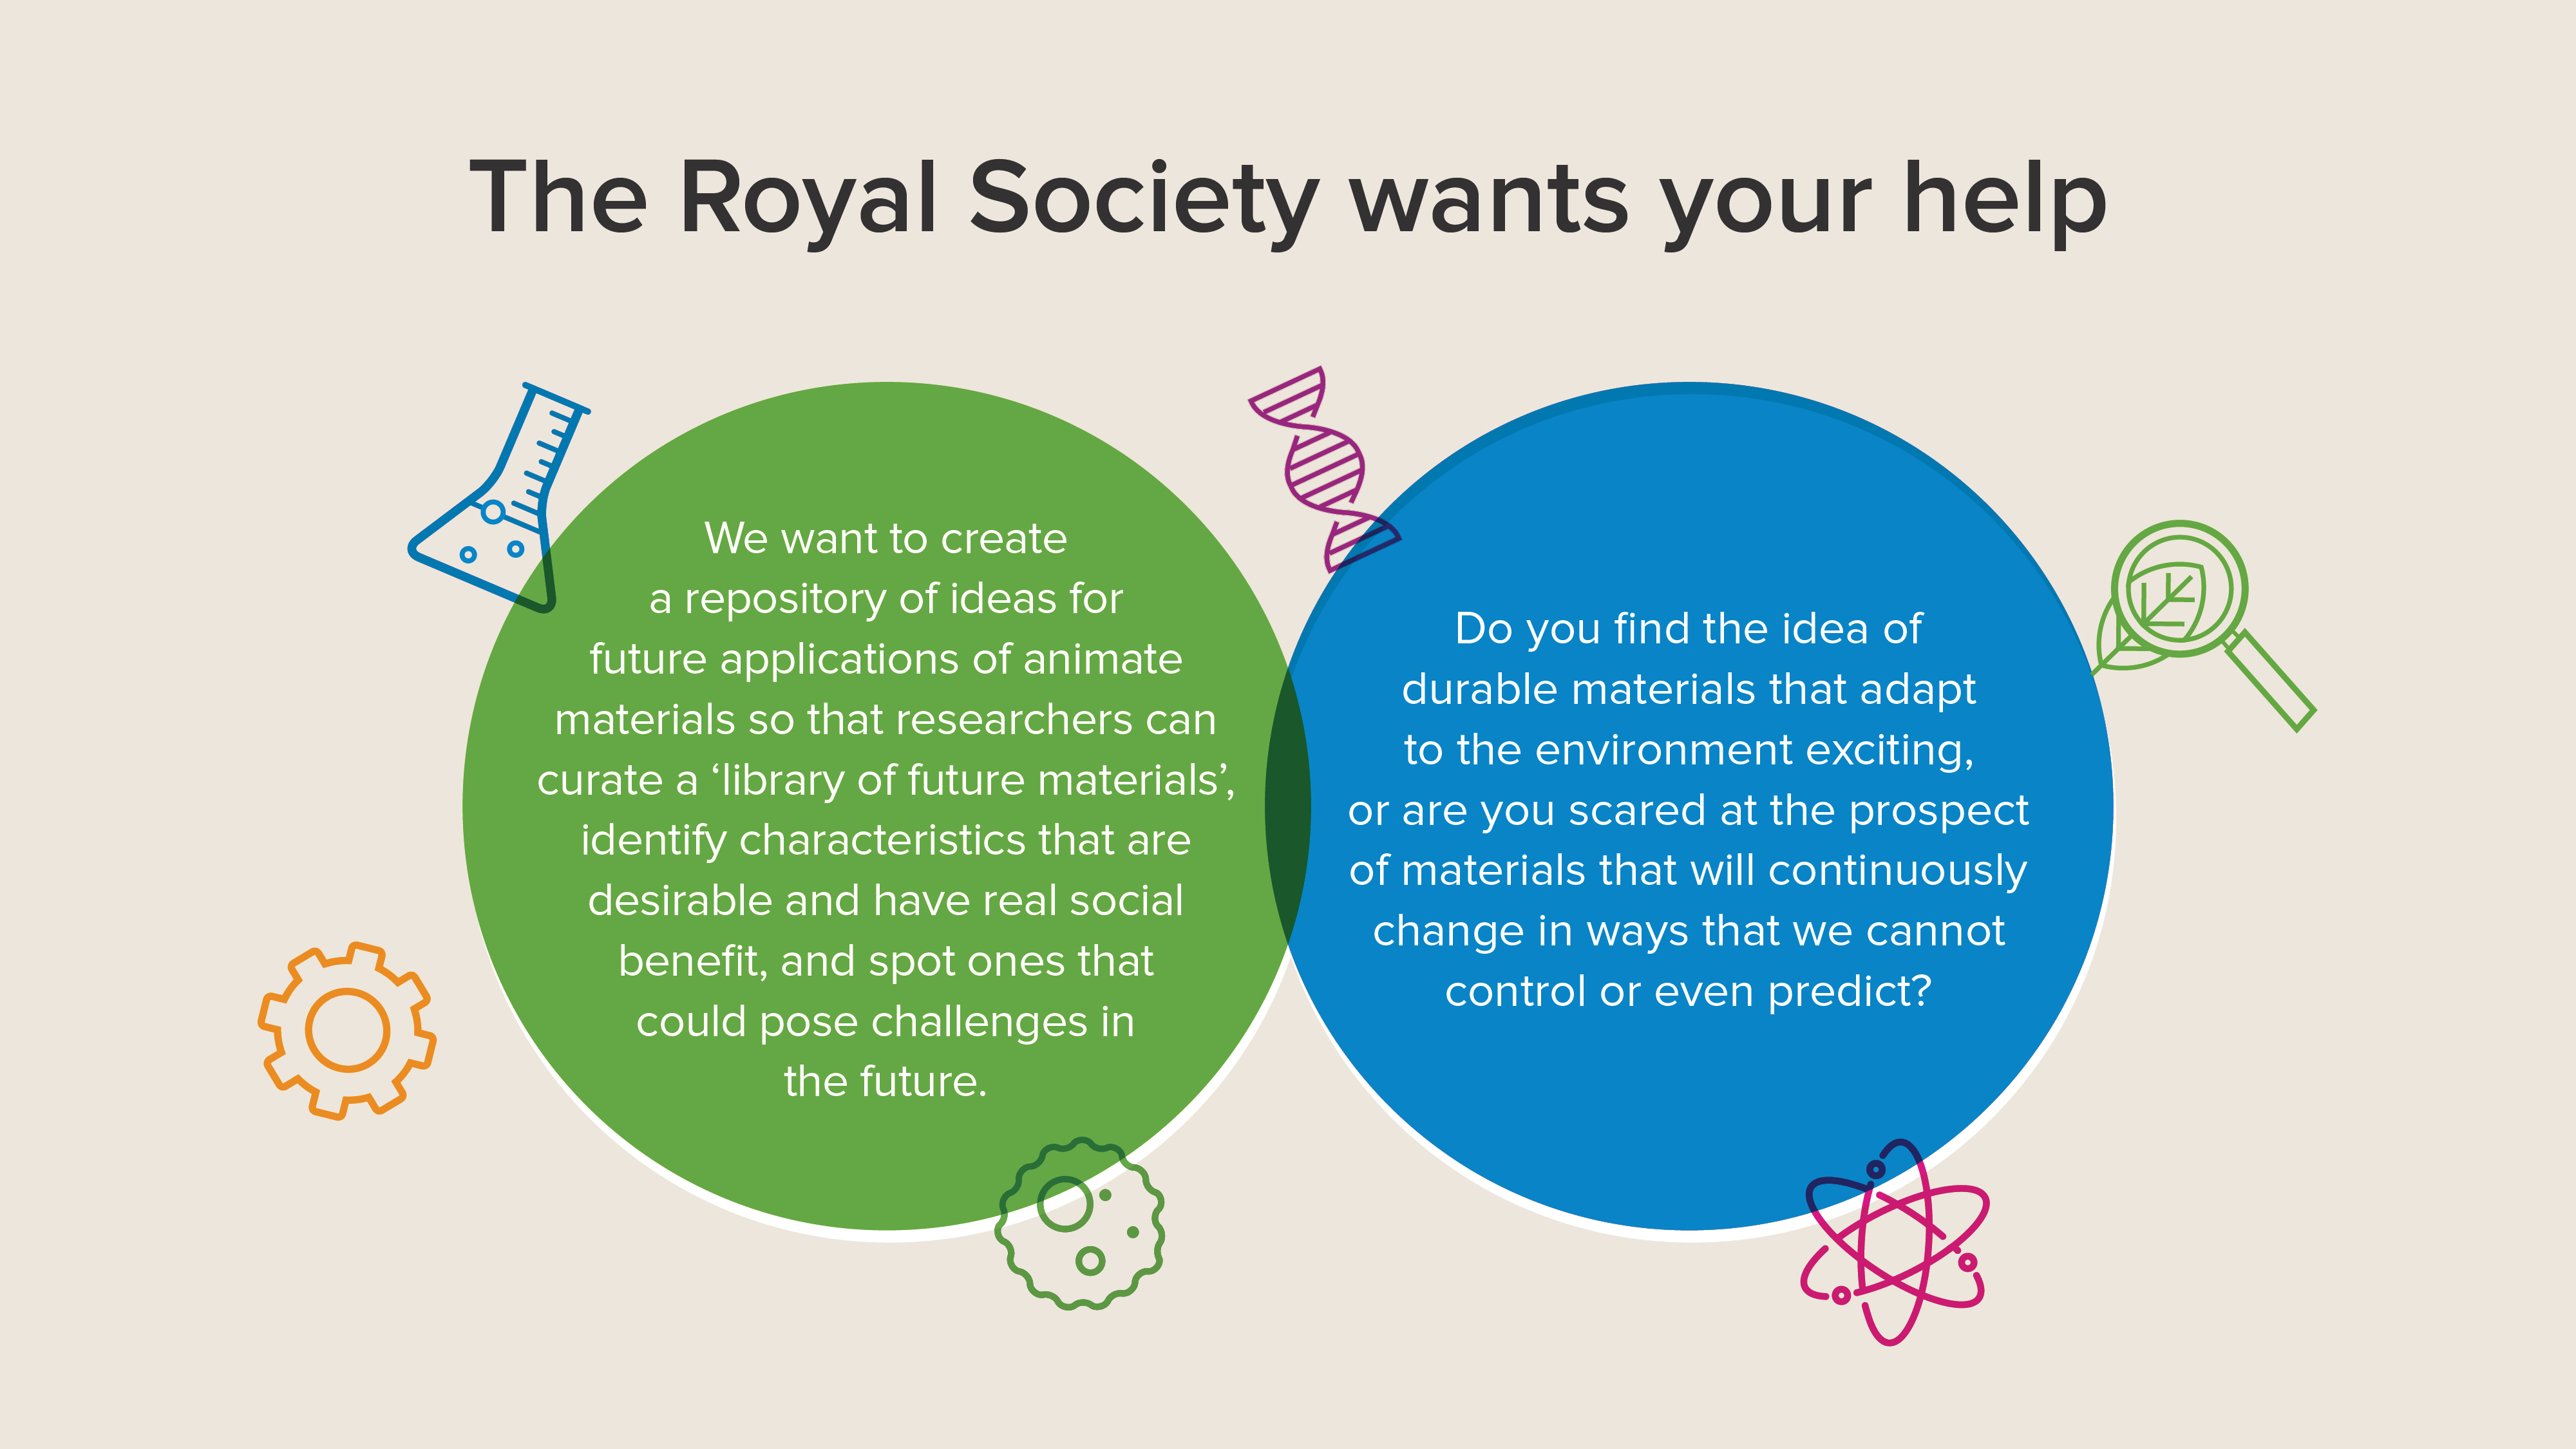 The Royal Society wants your help
We want to create
a repository of ideas for
future applications of animate
materials so that researchers can
curate a ‘library of future materials’,
identify characteristics that are
desirable and have real social
benefit, and spot ones that
could pose challenges in
the future.
Do you find the idea of
durable materials that adapt
to the environment exciting,
or are you scared at the prospect
of materials that will continuously
change in ways that we cannot
control or even predict?